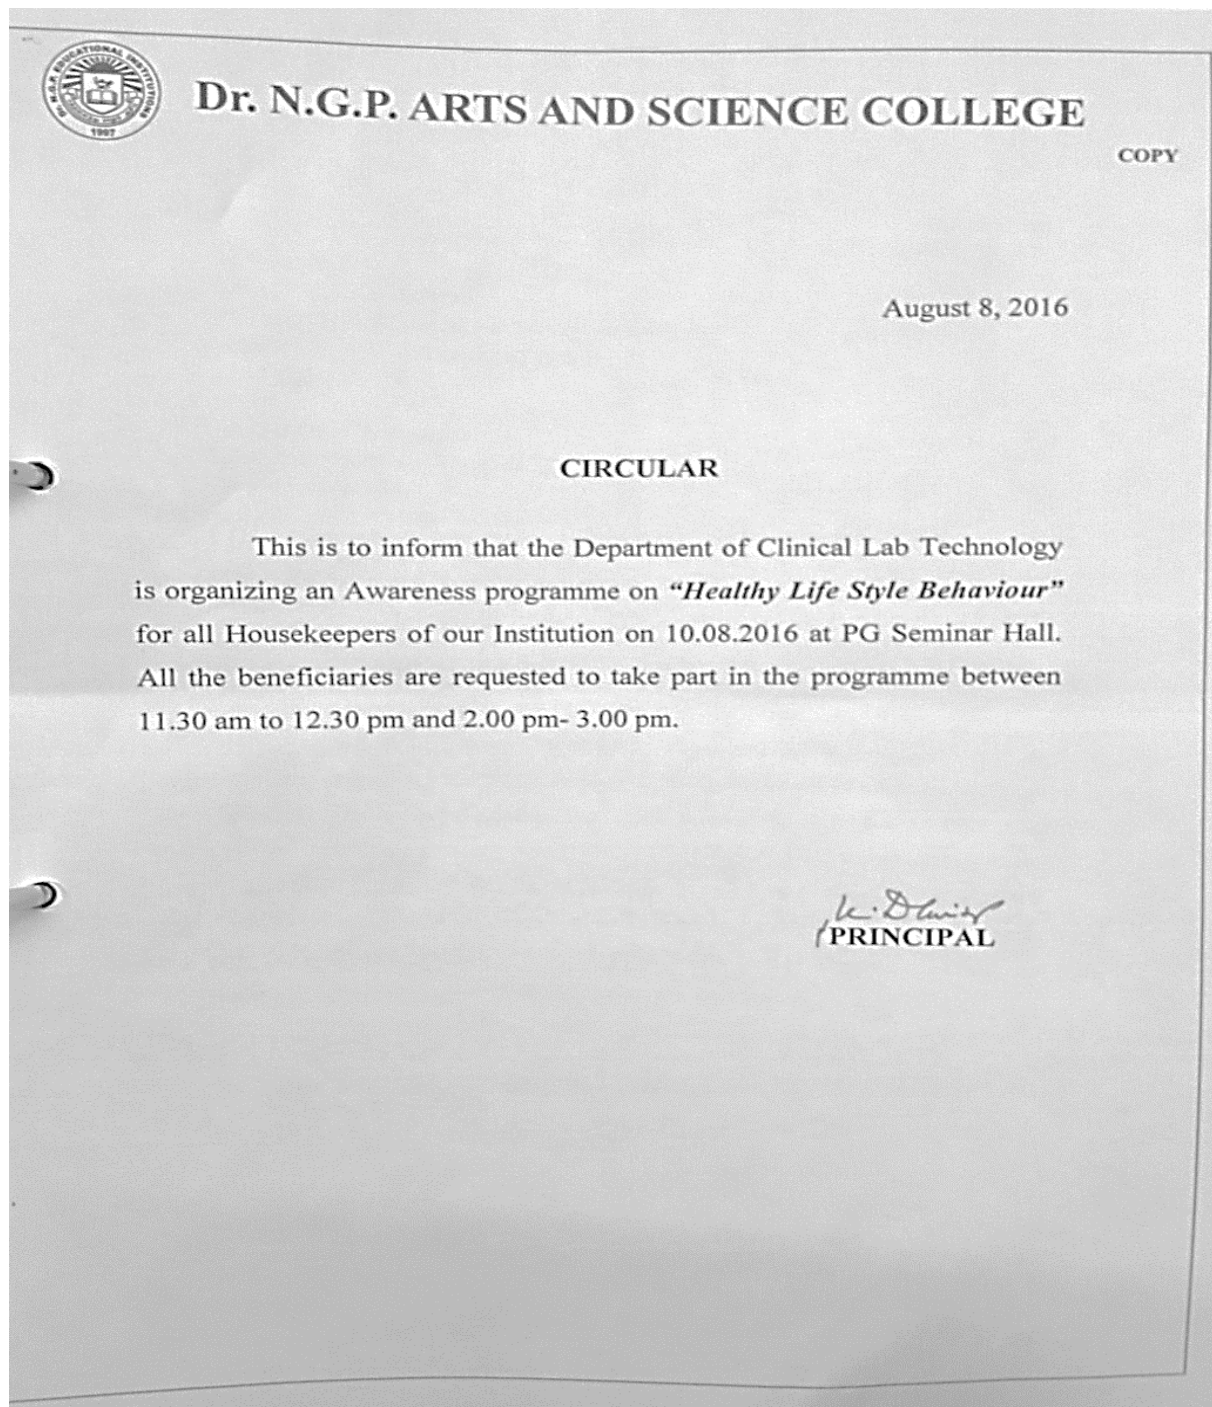 Dr. N.G.P. ARTS AND SCIENCE COLLEGE
COPY
August 8, 2016
CIRCULAR
This is to inform that the Department of Clinical Lab Technology
is organizing an Awareness programme on “Healthy Life Style Behaviour”
for all Housekeepers of our Institution on 10.08.2016 at PG Seminar Hall.
All the beneficiaries are requested to take part in the programme between
11.30 am to 12.30 pm and 2.00 pm- 3.00 pm.
PRINCIPAL